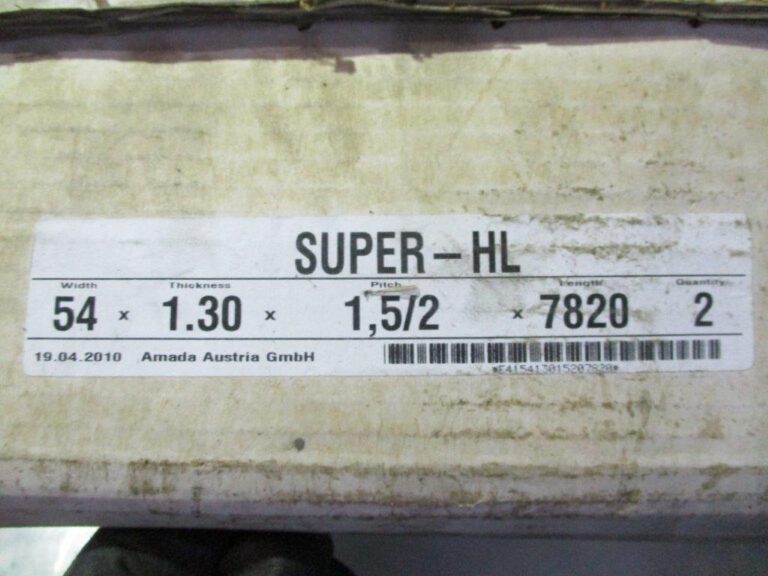 SUPER-HL
Width Thickness Pitch Length Quantity
54 x 1.30 x 1,5/2 x 7820 2
19.04.2010 Amada Austria GmbH
*E415413015207820*